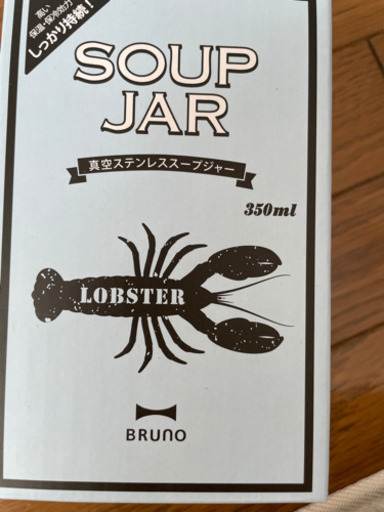 高い
保温・保冷効力
しっかり持続！
SOUP
JAR
真空ステンレススープジャー
350ml
LOBSTER
BRUNO